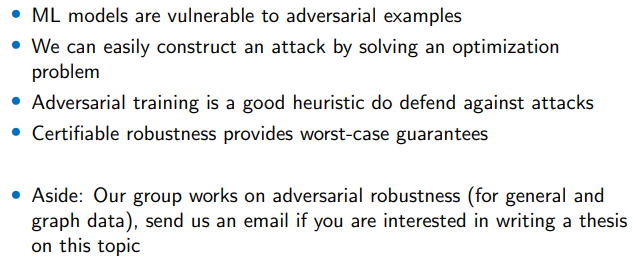 • ML models are vulnerable to adversarial examples
• We can easily construct an attack by solving an optimization
problem
• Adversarial training is a good heuristic do defend against attacks
• Certifiable robustness provides worst-case guarantees
• Aside: Our group works on adversarial robustness (for general and
graph data), send us an email if you are interested in writing a thesis
on this topic